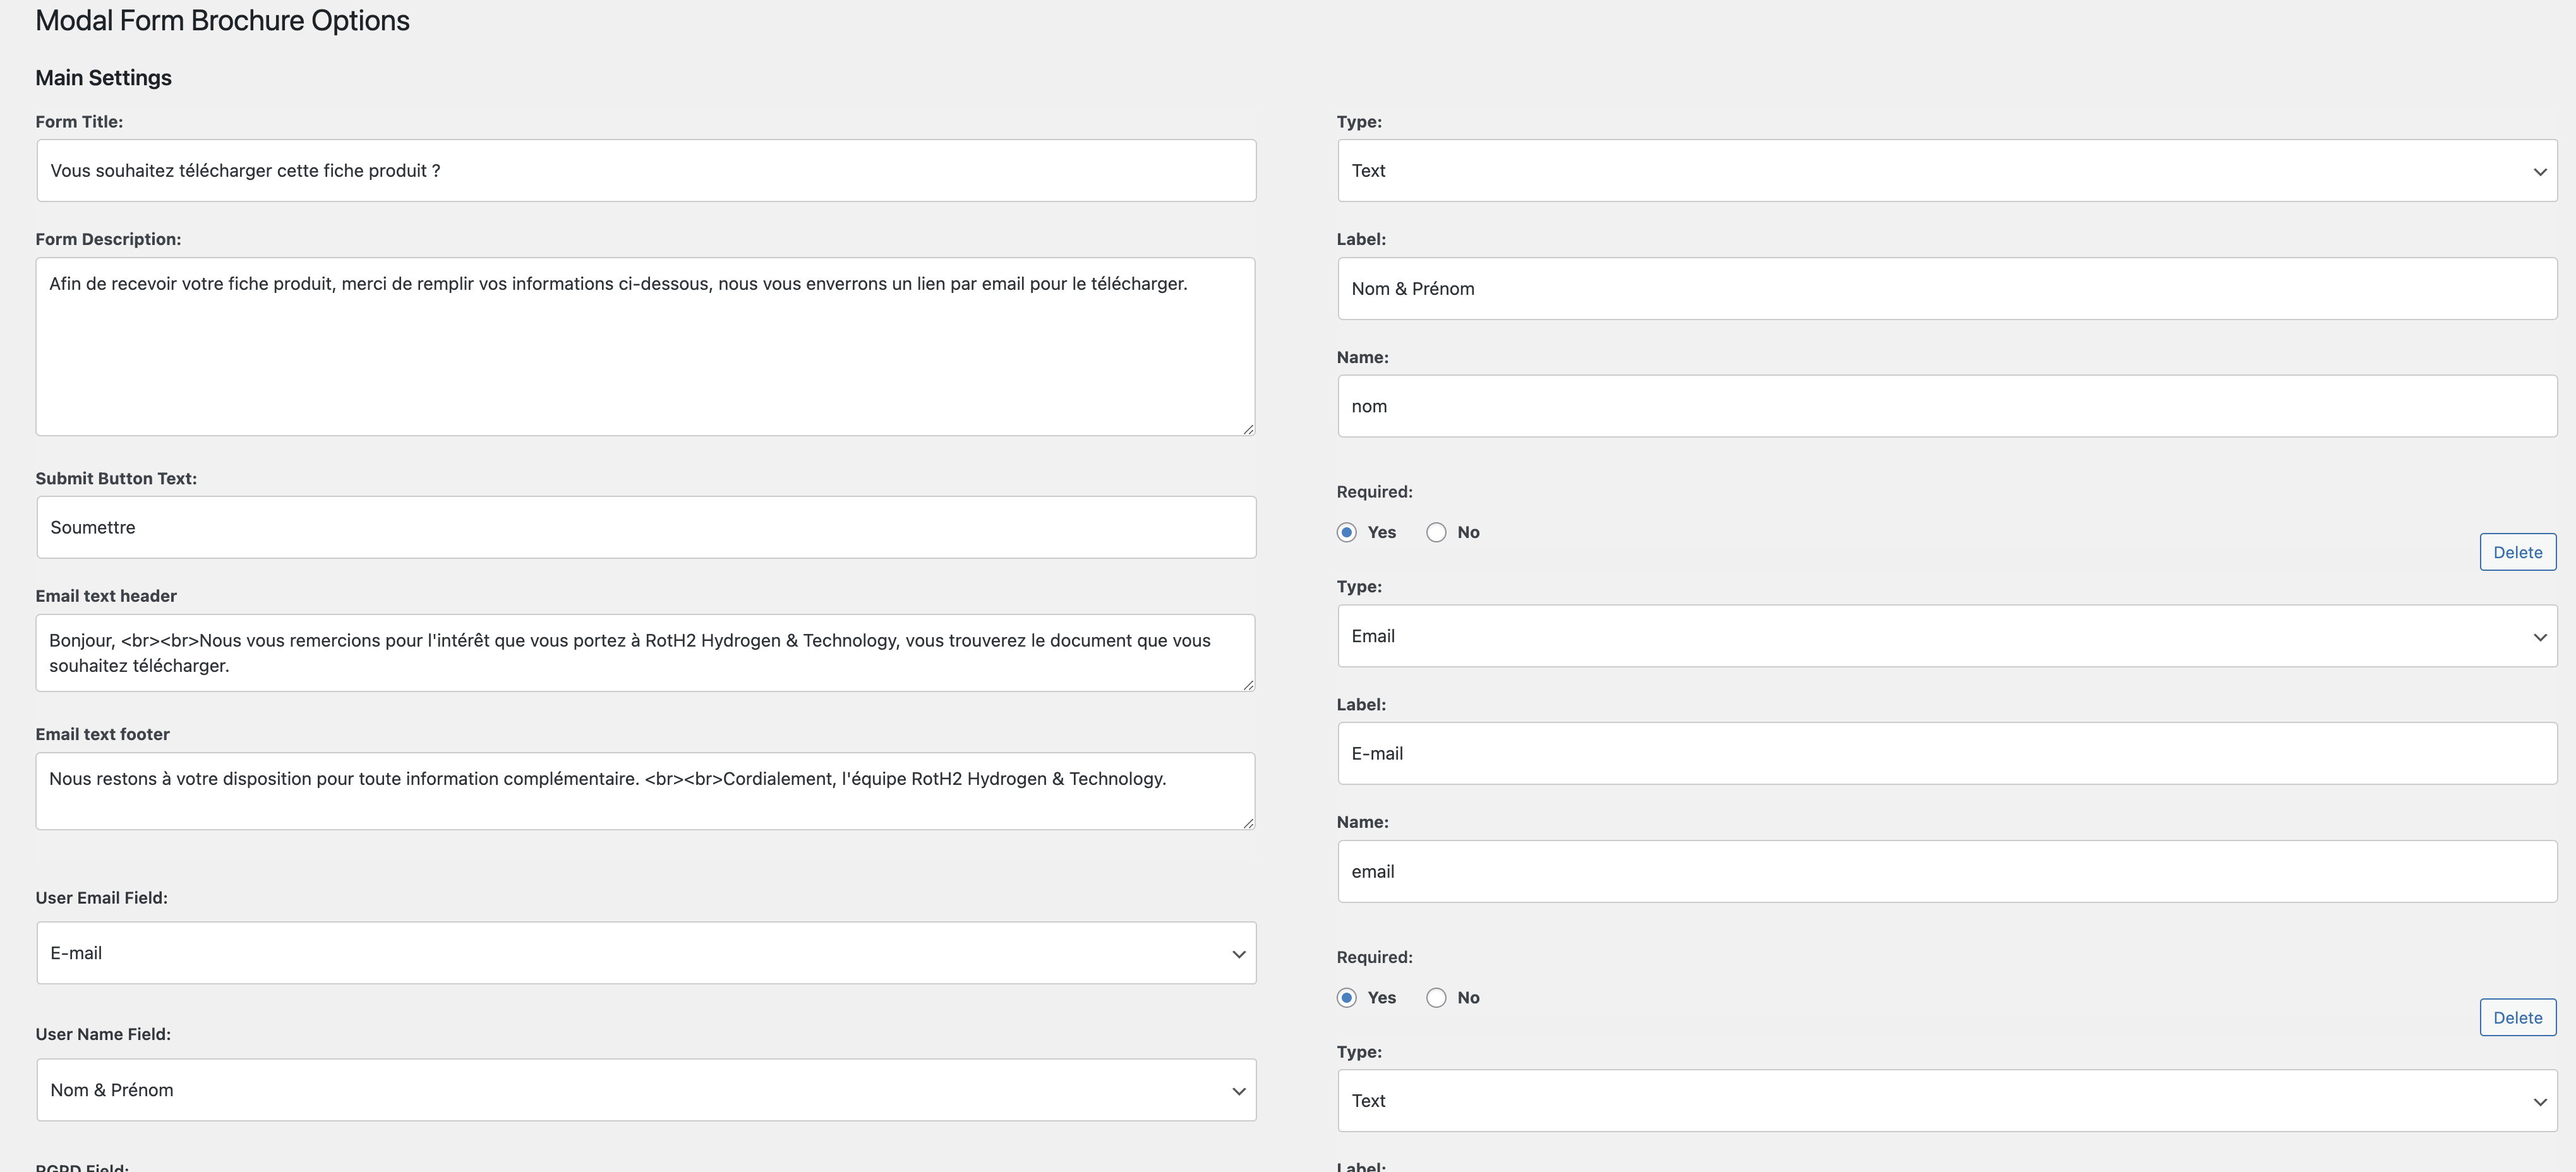 Modal Form Brochure Options
Main Settings
Form Title:
Vous souhaitez télécharger cette fiche produit ?
Form Description:
Afin de recevoir votre fiche produit, merci de remplir vos informations ci-dessous, nous vous enverrons un lien par email pour le télécharger.
Submit Button Text:
Soumettre
Email text header
Bonjour, <br><br>Nous vous remercions pour l'intérêt que vous portez à RotH2 Hydrogen & Technology, vous trouverez le document que vous
souhaitez télécharger.
Email text footer
Nous restons à votre disposition pour toute information complémentaire. <br><br>Cordialement, l'équipe RotH2 Hydrogen & Technology.
User Email Field:
E-mail
User Name Field:
Nom & Prénom
RGPD Field:
Type:
Text
Label:
Nom & Prénom
Name:
nom
Required:
Yes No
Delete
Type:
Email
Label:
E-mail
Name:
email
Required:
Yes No
Delete
Type:
Text
Label: